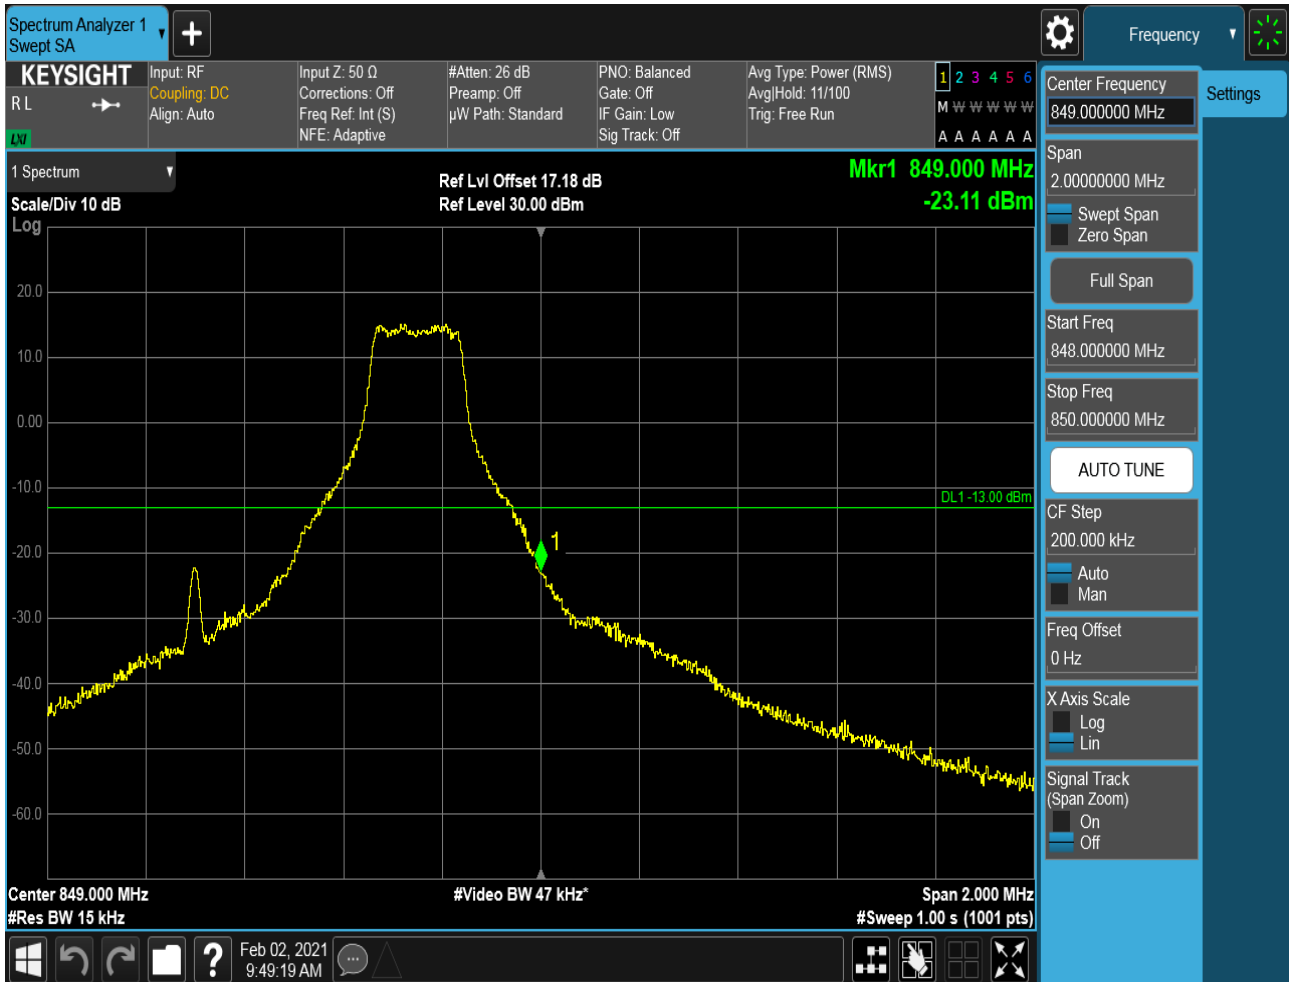 Spectrum Analyzer 1
Swept SA
Frequency
KEYSIGHT
R L
LXI
Input: RF
Coupling: DC
Align: Auto
Input Z: 50 Ω
Corrections: Off
Freq Ref: Int (S)
NFE: Adaptive
#Atten: 26 dB
Preamp: Off
µW Path: Standard
PNO: Balanced
Gate: Off
IF Gain: Low
Sig Track: Off
Avg Type: Power (RMS)
Avg|Hold: 11/100
Trig: Free Run
1 2 3 4 5 6
M W W W W W
A A A A A A
1 Spectrum
Scale/Div 10 dB
Log
Ref Lvl Offset 17.18 dB
Ref Level 30.00 dBm
Mkr1 849.000 MHz
-23.11 dBm
20.0
10.0
0.00
-10.0
-20.0
-30.0
-40.0
-50.0
-60.0
DL1 -13.00 dBm
1
Center 849.000 MHz
#Res BW 15 kHz
#Video BW 47 kHz*
Span 2.000 MHz
#Sweep 1.00 s (1001 pts)
Center Frequency
849.000000 MHz
Settings
Span
2.00000000 MHz
Swept Span
Zero Span
Full Span
Start Freq
848.000000 MHz
Stop Freq
850.000000 MHz
AUTO TUNE
CF Step
200.000 kHz
Auto
Man
Freq Offset
0 Hz
X Axis Scale
Log
Lin
Signal Track
(Span Zoom)
On
Off
?
Feb 02, 2021
9:49:19 AM